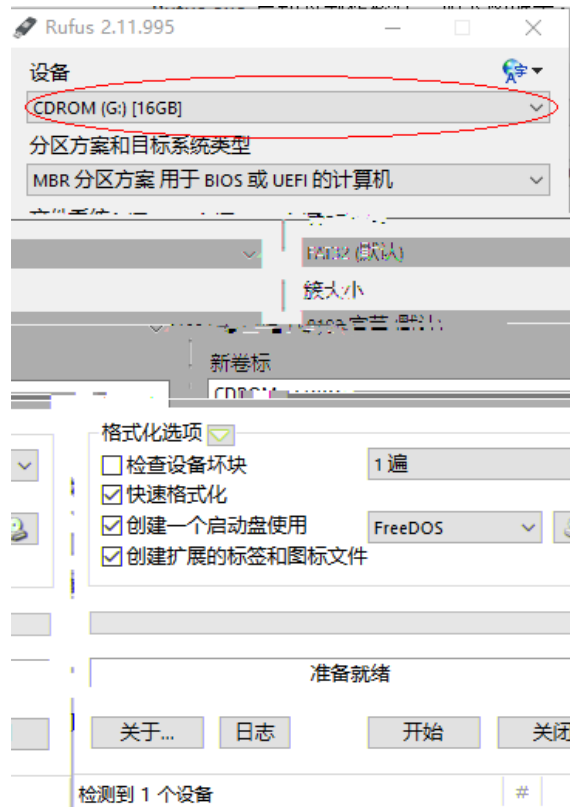 Rufus 2.11.995
设备
CDROM (G:) [16GB]
分区方案和目标系统类型
MBR 分区方案 用于 BIOS 或 UEFI 的计算机
FAT32 (默认)
簇大小
新卷标
CDROM
格式化选项
检查设备坏块
1 遍
快速格式化
创建一个启动盘使用
FreeDOS
创建扩展的标签和图标文件
准备就绪
关于...
日志
开始
关闭
检测到 1 个设备
#